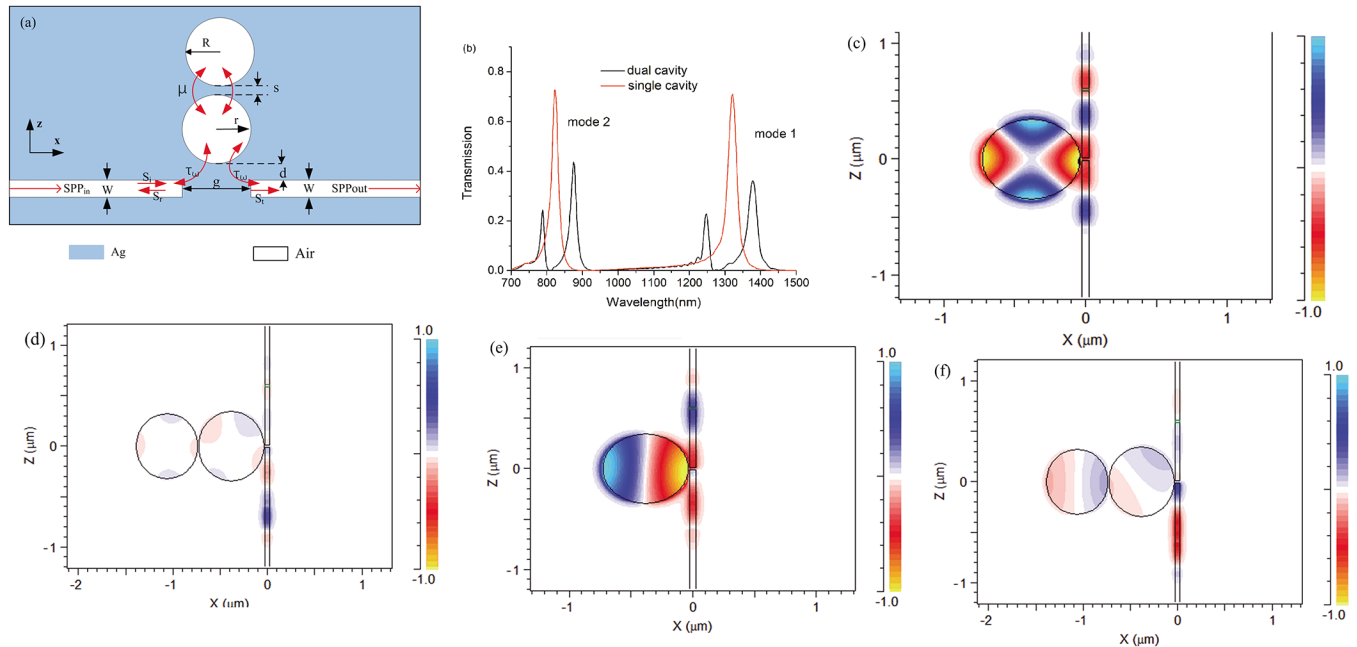 (a)
R
μ
s
r
z
x
d
τω
τω
SPPin
W
Si
Sr
g
St
W
SPPout
Ag
Air
(b)
Transmission
0.8
0.6
0.4
0.2
0.0
dual cavity
single cavity
mode 2
mode 1
700 800 900 1000 1100 1200 1300 1400 1500
Wavelength(nm)
(c)
Z (μm)
1
0
-1
-1 0 1
X (μm)
1.0
-1.0
(d)
Z (μm)
1
0
-1
-2 -1 0 1
X (μm)
1.0
-1.0
(e)
Z (μm)
1
0
-1
-1 0 1
X (μm)
1.0
-1.0
(f)
Z (μm)
1
0
-1
-2 -1 0 1
X (μm)
1.0
-1.0